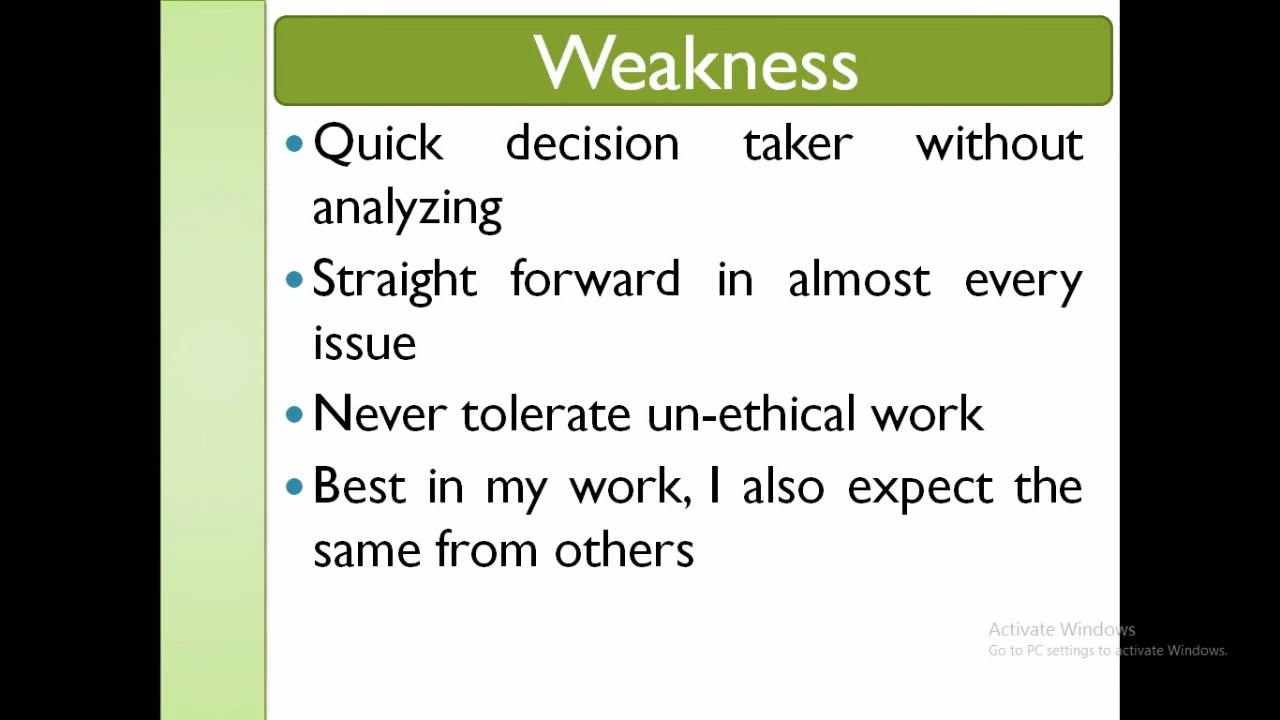 Weakness
Quick decision taker without
analyzing
Straight forward in almost every
issue
Never tolerate un-ethical work
Best in my work, I also expect the
same from others
Activate Windows
Go to PC settings to activate Windows.